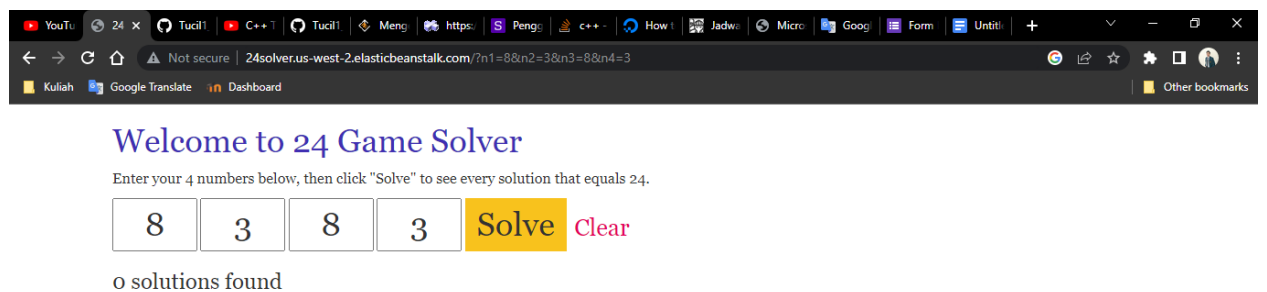 YouTu 24 Tucil1_ C++ T Tucil1_ Meng https:/ Pengg c++ - How t Jadwa Micro Googl Form Untitl
Not secure | 24solver.us-west-2.elasticbeanstalk.com/?n1=8&n2=3&n3=8&n4=3
Kuliah Google Translate Dashboard Other bookmarks
Welcome to 24 Game Solver
Enter your 4 numbers below, then click "Solve" to see every solution that equals 24.
8 3 8 3 Solve Clear
0 solutions found